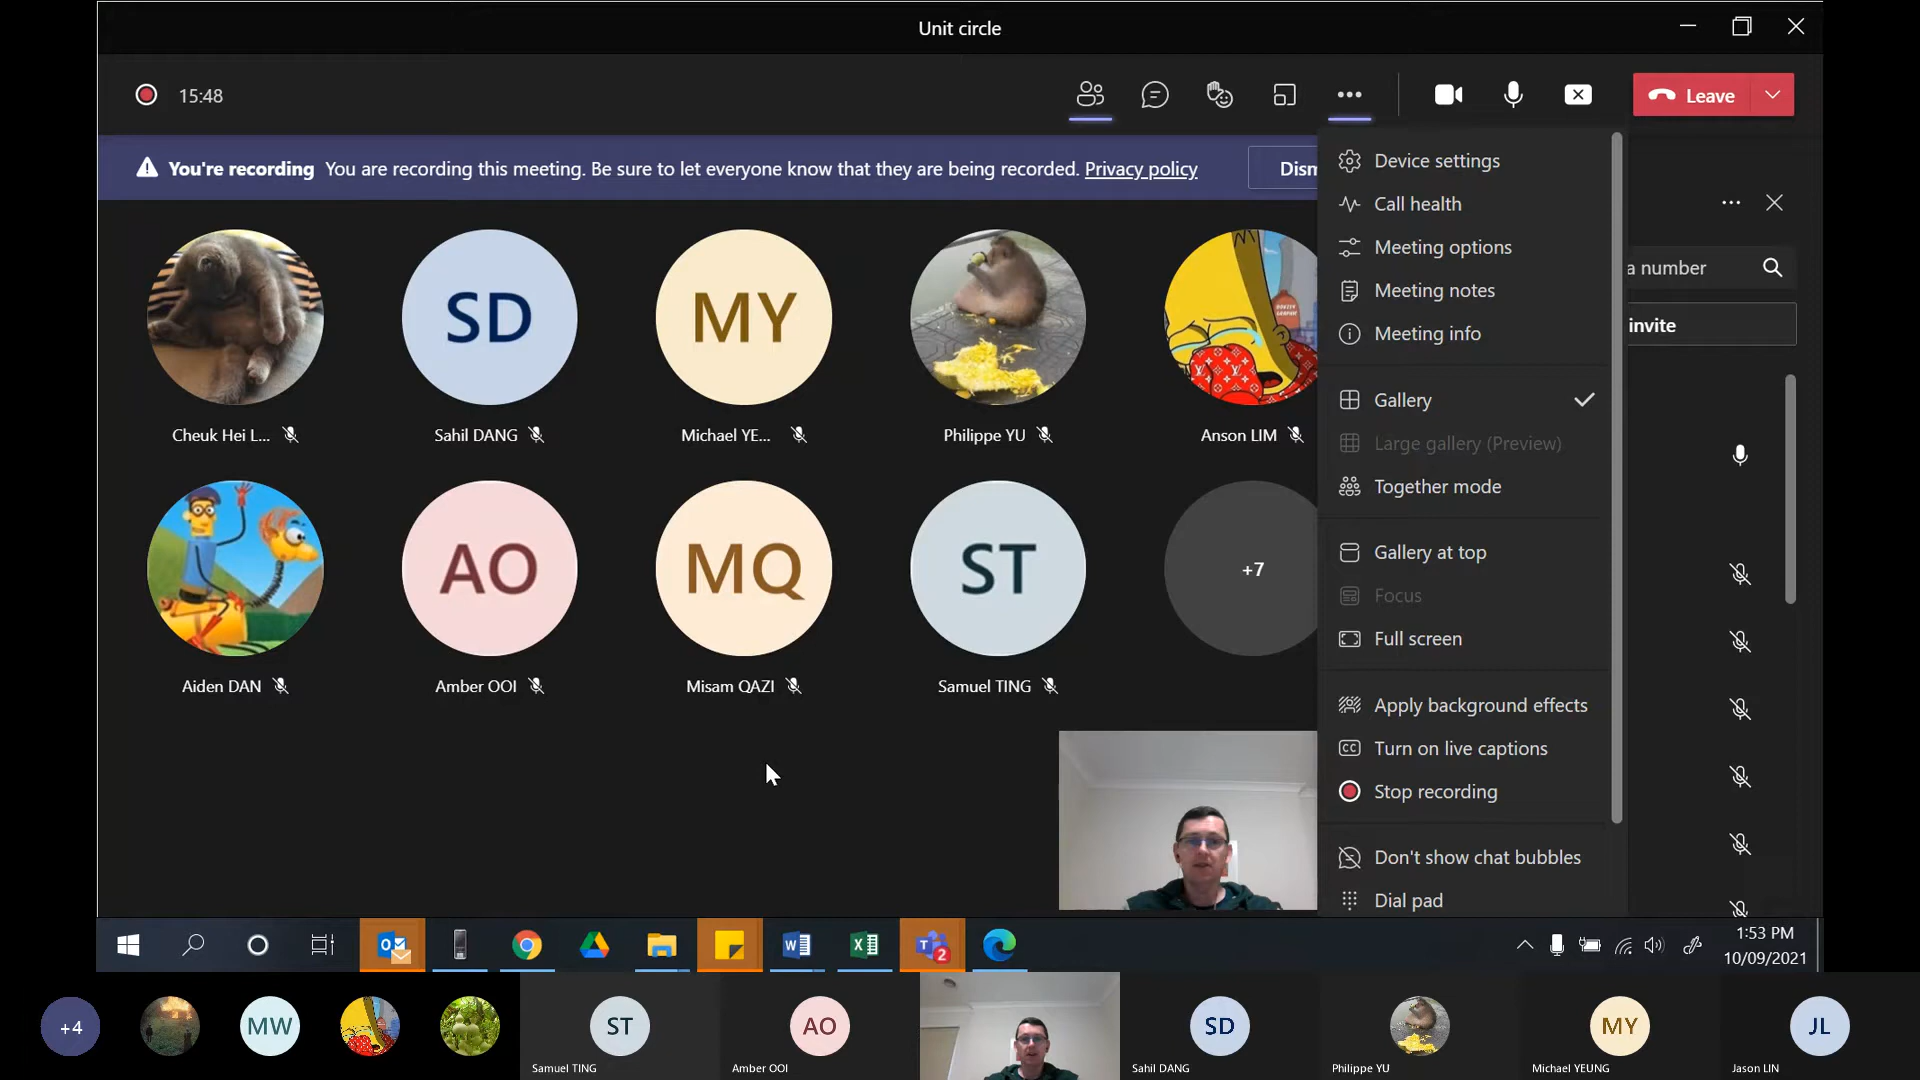 Unit circle
15:48
Leave
You're recording You are recording this meeting. Be sure to let everyone know that they are being recorded. Privacy policy
Dism
Device settings
Call health
Meeting options
Meeting notes
Meeting info
a number
invite
Gallery
Large gallery (Preview)
Together mode
Gallery at top
Focus
Full screen
Apply background effects
CC Turn on live captions
Stop recording
Don't show chat bubbles
Dial pad
SD
MY
Cheuk Hei L...
Sahil DANG
Michael YE...
Philippe YU
Anson LIM
AO
MQ
ST
+7
Aiden DAN
Amber OOI
Misam QAZI
Samuel TING
2
1:53 PM
10/09/2021
+4
MW
ST
AO
SD
MY
JL
Samuel TING
Amber OOI
Sahil DANG
Philippe YU
Michael YEUNG
Jason LIN